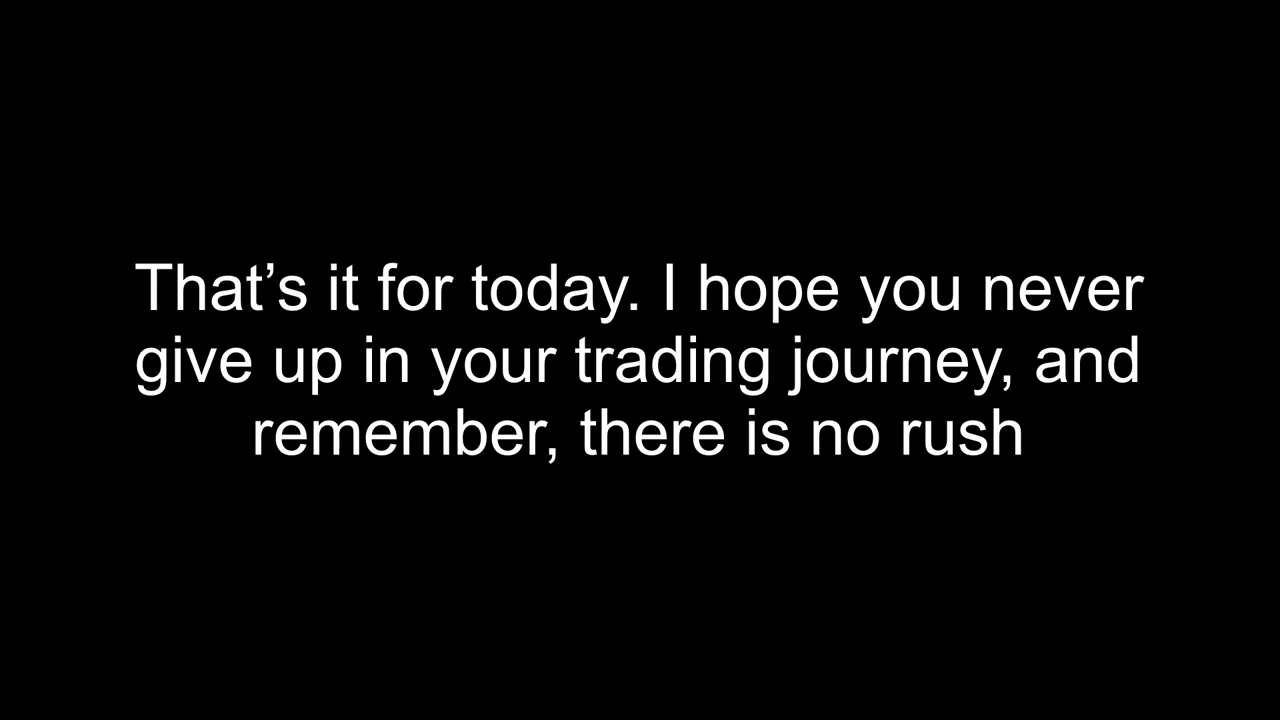 That’s it for today. I hope you never
give up in your trading journey, and
remember, there is no rush